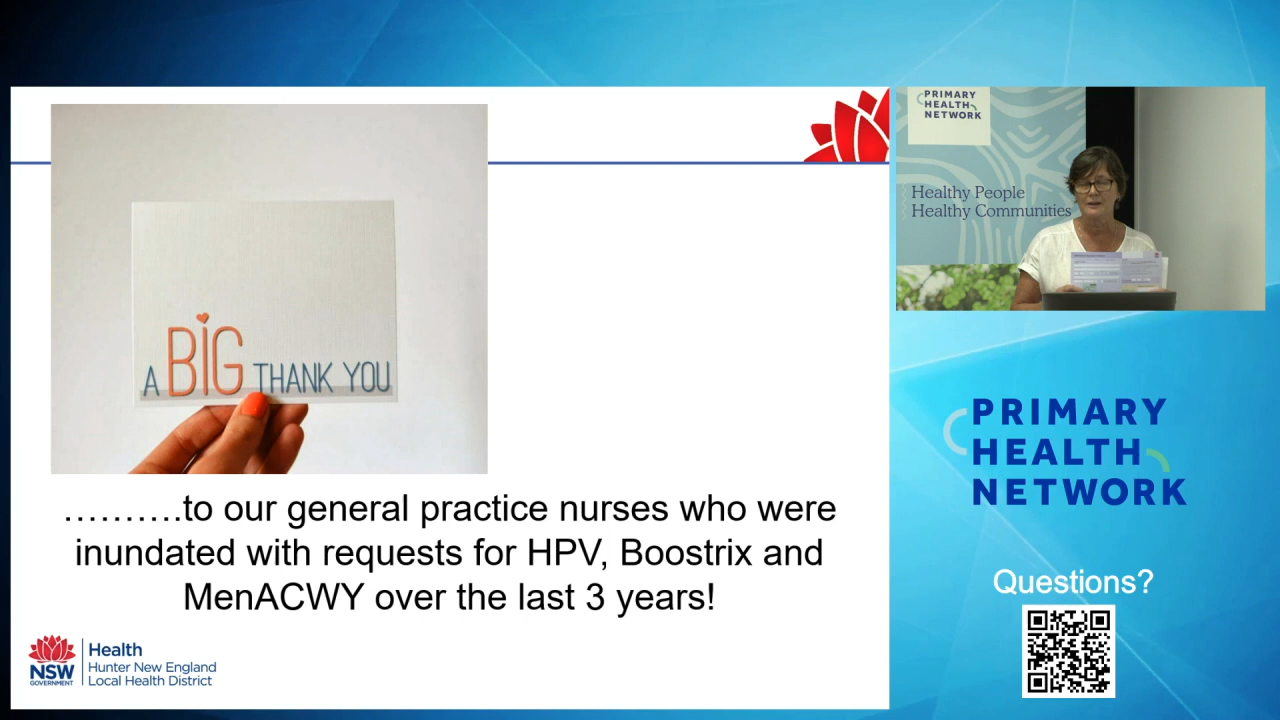 A BIG THANK YOU
……….to our general practice nurses who were
inundated with requests for HPV, Boostrix and
MenACWY over the last 3 years!
Health
Hunter New England
Local Health District
NSW
GOVERNMENT
PRIMARY
HEALTH
NETWORK
Healthy People
Healthy Communities
PRIMARY
HEALTH
NETWORK
Questions?